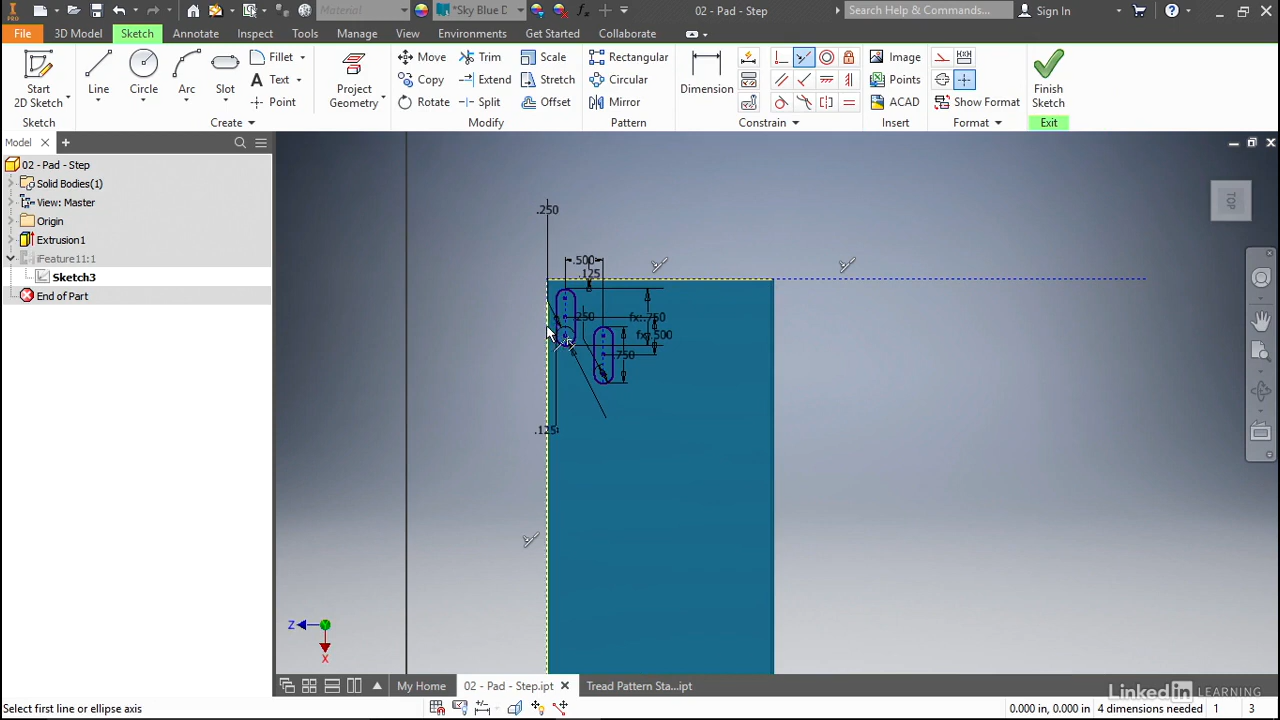 PRO
Material
*Sky Blue D
02 - Pad - Step
Search Help & Commands...
Sign In
File
3D Model
Sketch
Annotate
Inspect
Tools
Manage
View
Environments
Get Started
Collaborate
Start
2D Sketch
Line
Circle
Arc
Slot
Fillet
Text
Point
Project
Geometry
Move
Copy
Rotate
Trim
Extend
Split
Scale
Stretch
Offset
Rectangular
Circular
Mirror
Dimension
Image
Points
ACAD
Show Format
Finish
Sketch
Sketch
Create
Modify
Pattern
Constrain
Insert
Format
Exit
Model
02 - Pad - Step
Solid Bodies(1)
View: Master
Origin
Extrusion1
iFeature11:1
Sketch3
End of Part
TOP
.250
.500
.125
.250
fx:.750
fx:.500
.750
.125
Z
Y
X
My Home
02 - Pad - Step.ipt
Tread Pattern Sta...ipt
LinkedIn LEARNING
Select first line or ellipse axis
0.000 in, 0.000 in
4 dimensions needed
1
3